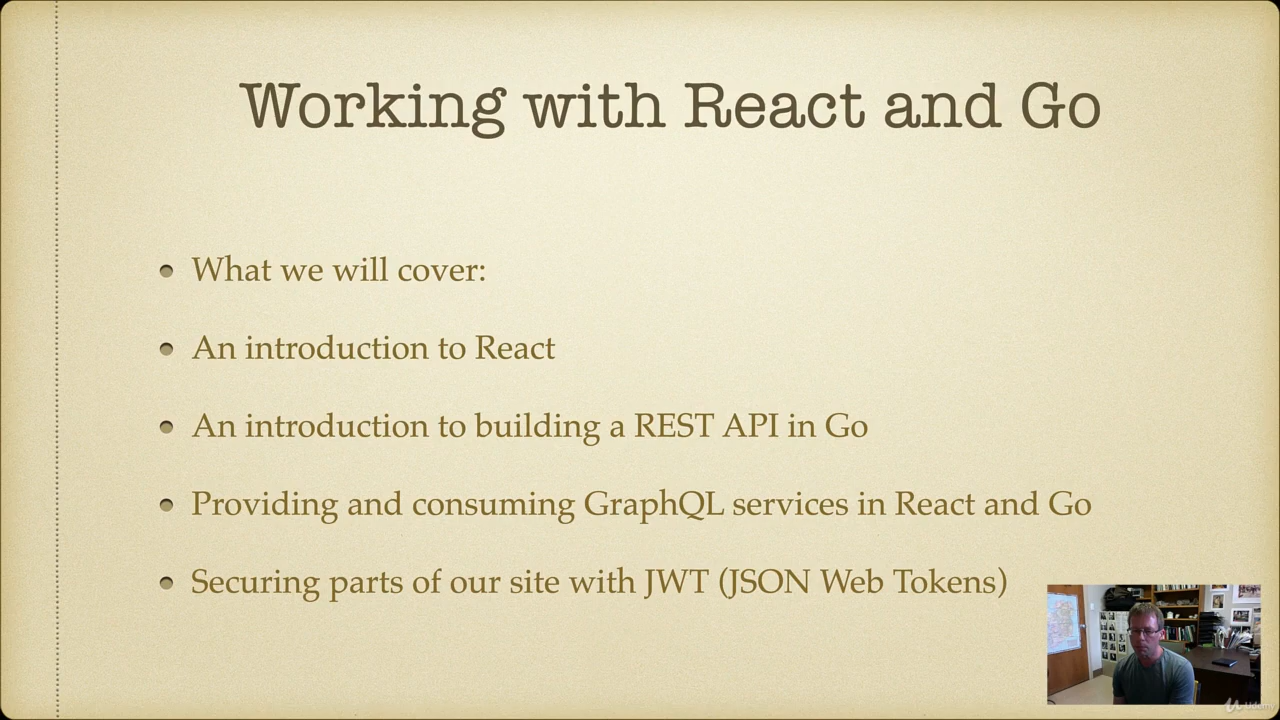 Working with React and Go
What we will cover:
An introduction to React
An introduction to building a REST API in Go
Providing and consuming GraphQL services in React and Go
Securing parts of our site with JWT (JSON Web Tokens)
Udemy